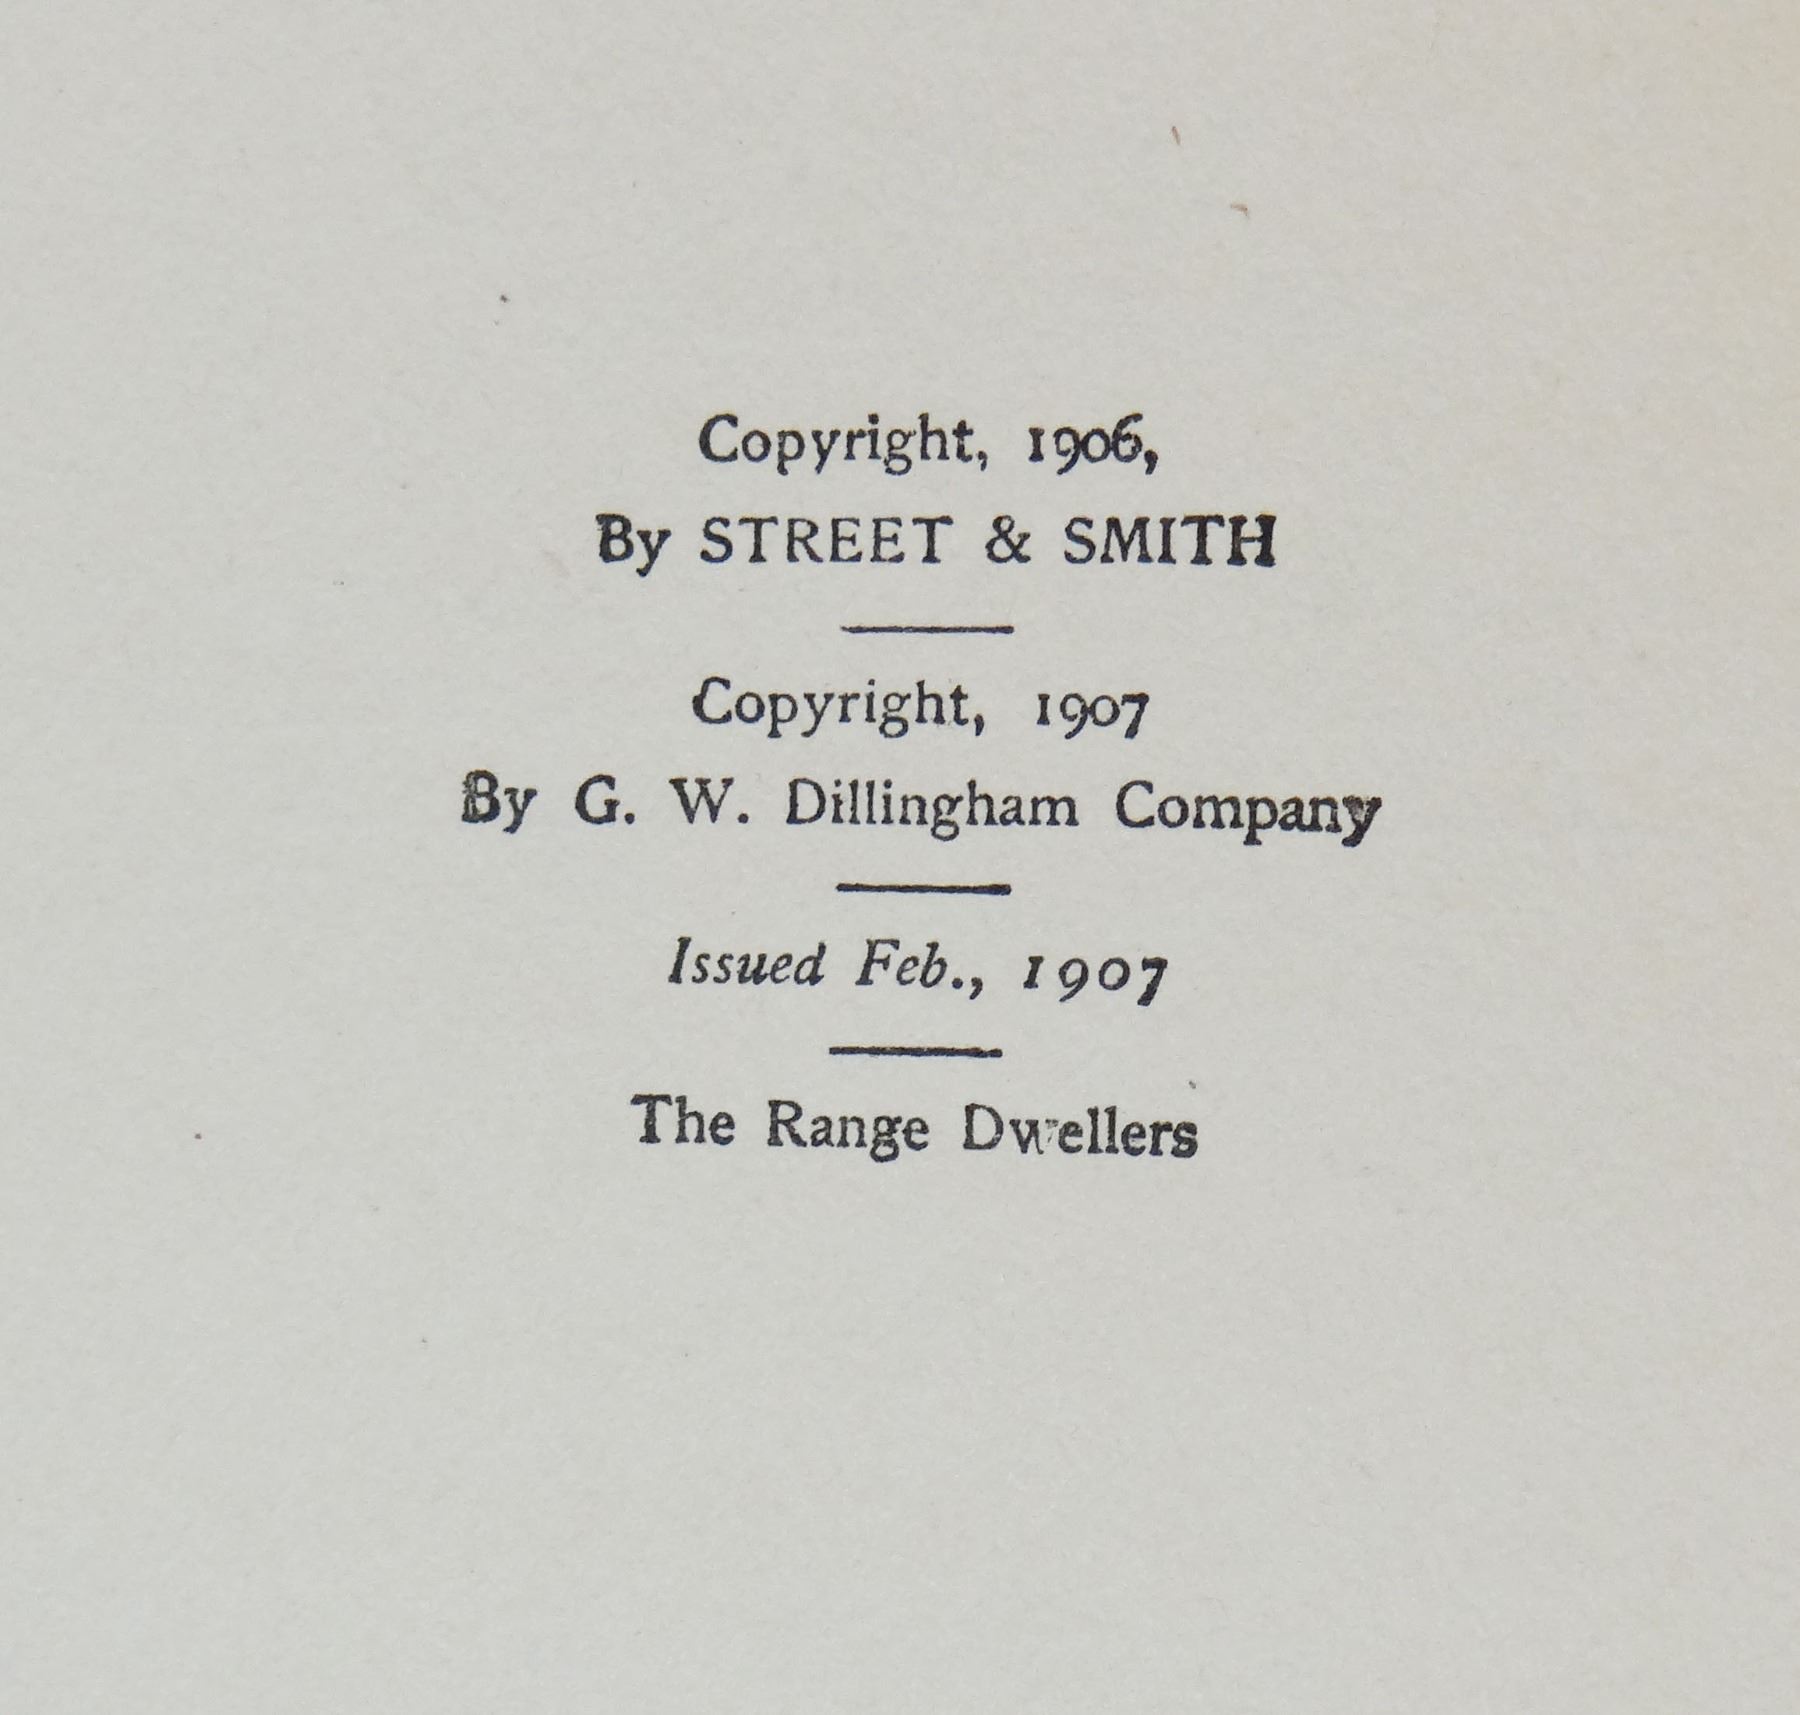 Copyright, 1906,
By STREET & SMITH
Copyright, 1907
By G. W. Dillingham Company
Issued Feb., 1907
The Range Dwellers